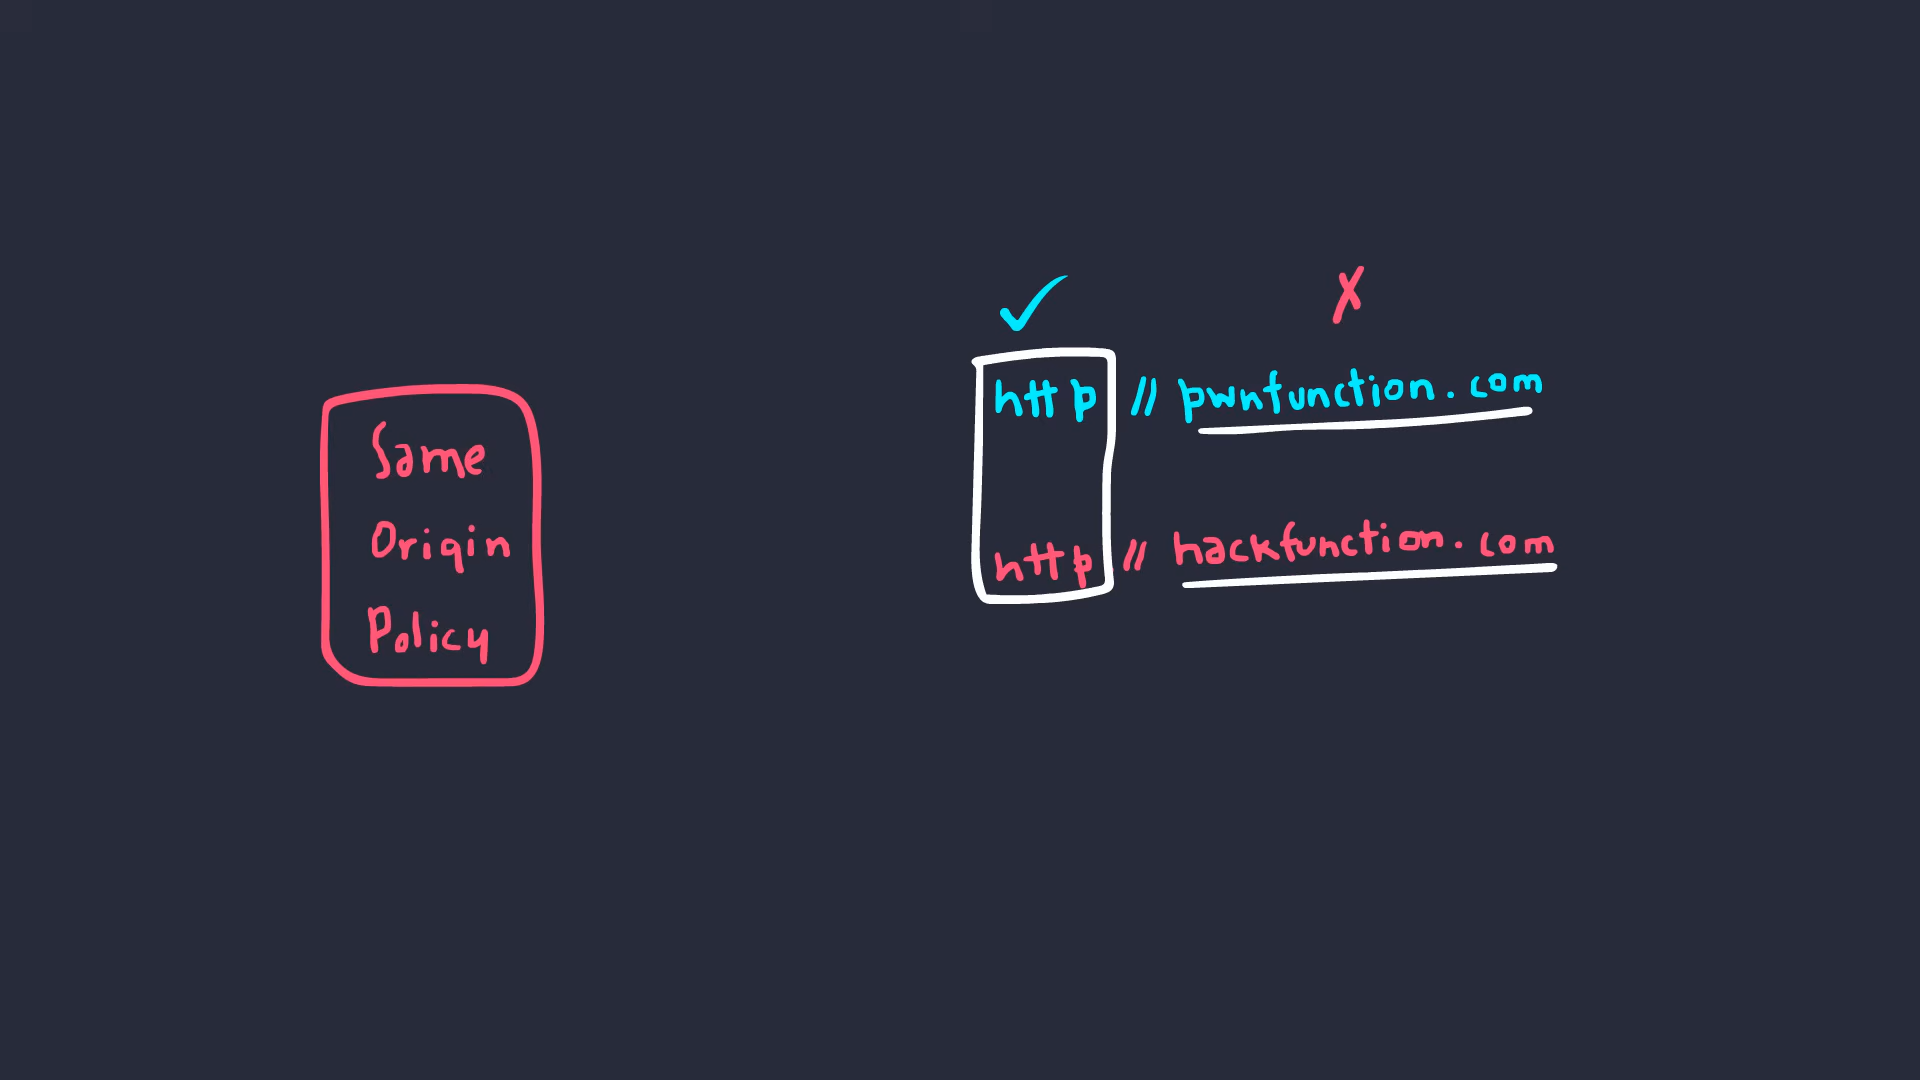 Same
Origin
Policy
http // pwnfunction.com
http // hackfunction.com